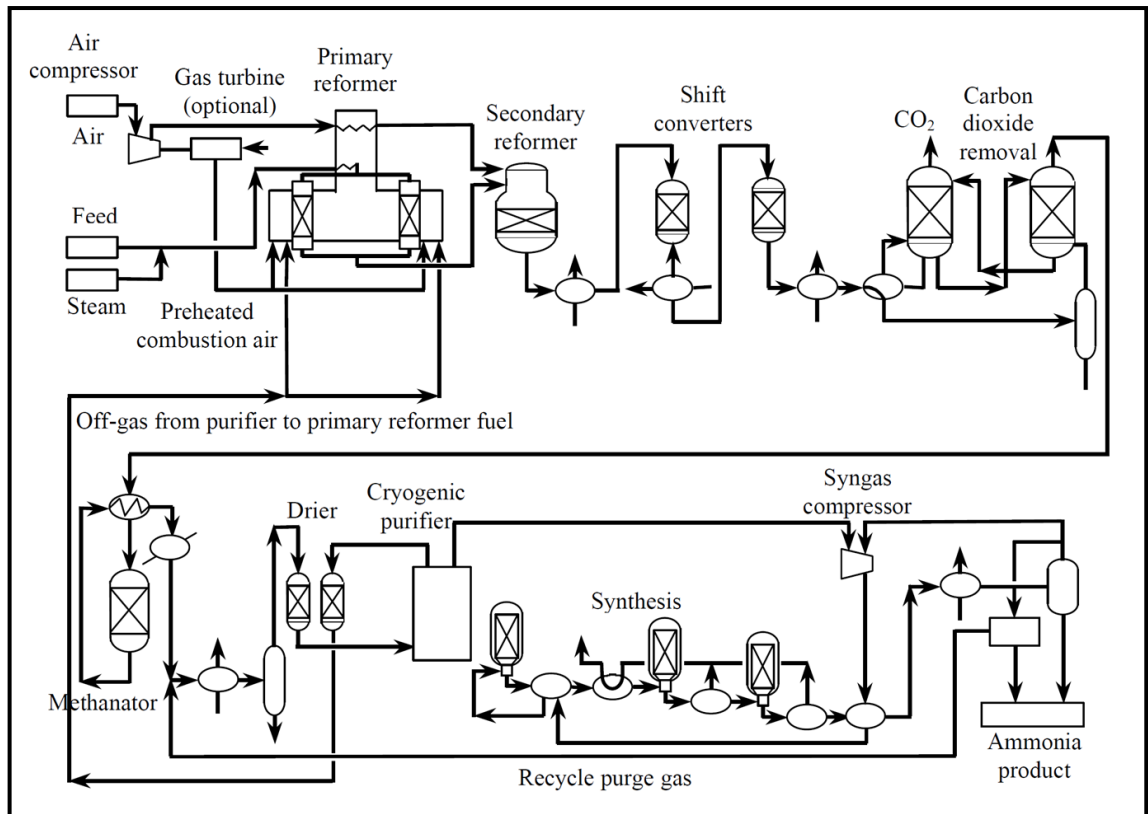 Air
compressor
Gas turbine
(optional)
Primary
reformer
Air
Secondary
reformer
Shift
converters
CO₂
Carbon
dioxide
removal
Feed
Steam
Preheated
combustion air
Off-gas from purifier to primary reformer fuel
Drier
Cryogenic
purifier
Syngas
compressor
Synthesis
Methanator
Ammonia
product
Recycle purge gas